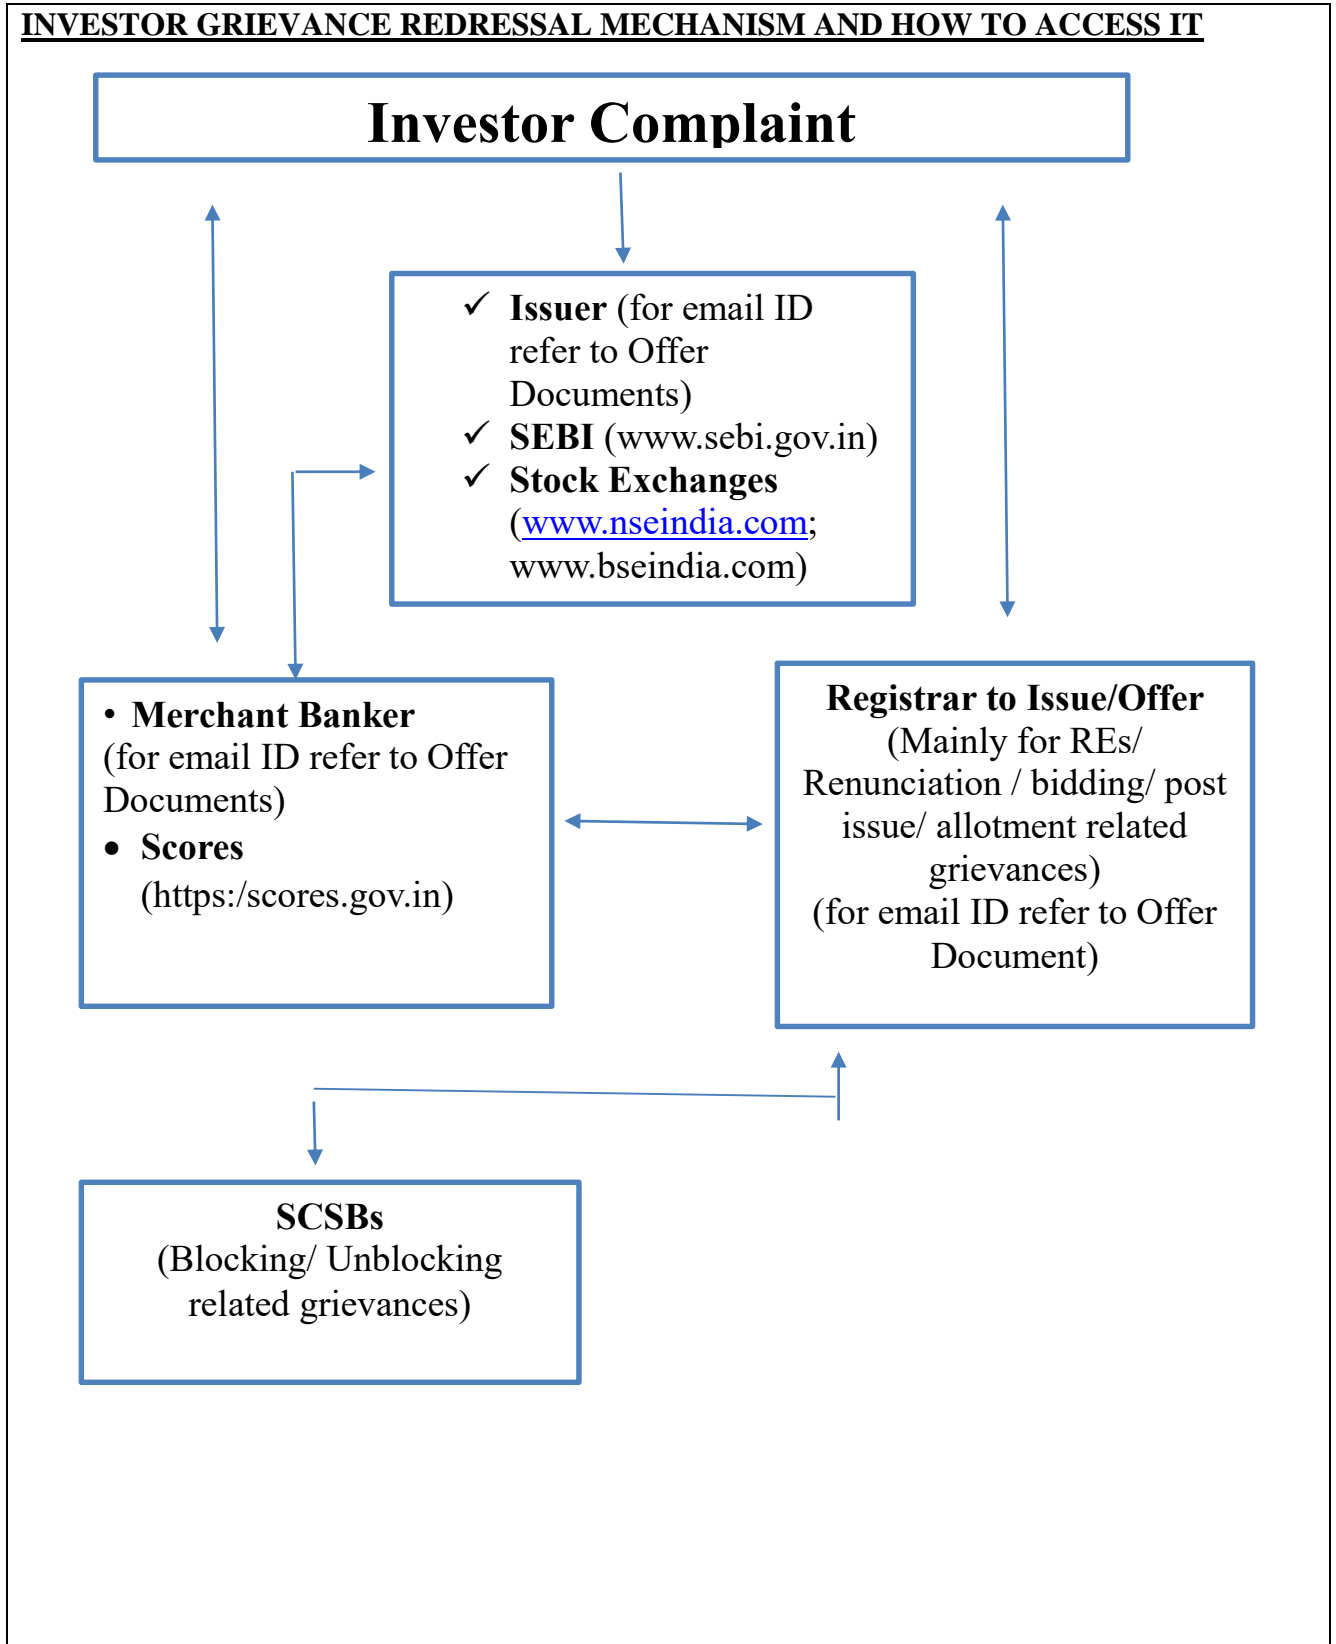 INVESTOR GRIEVANCE REDRESSAL MECHANISM AND HOW TO ACCESS IT
Investor Complaint
✓ Issuer (for email ID
refer to Offer
Documents)
✓ SEBI (www.sebi.gov.in)
✓ Stock Exchanges
(www.nseindia.com;
www.bseindia.com)
• Merchant Banker
(for email ID refer to Offer
Documents)
• Scores
(https:/scores.gov.in)
Registrar to Issue/Offer
(Mainly for REs/
Renunciation / bidding/ post
issue/ allotment related
grievances)
(for email ID refer to Offer
Document)
SCSBs
(Blocking/ Unblocking
related grievances)